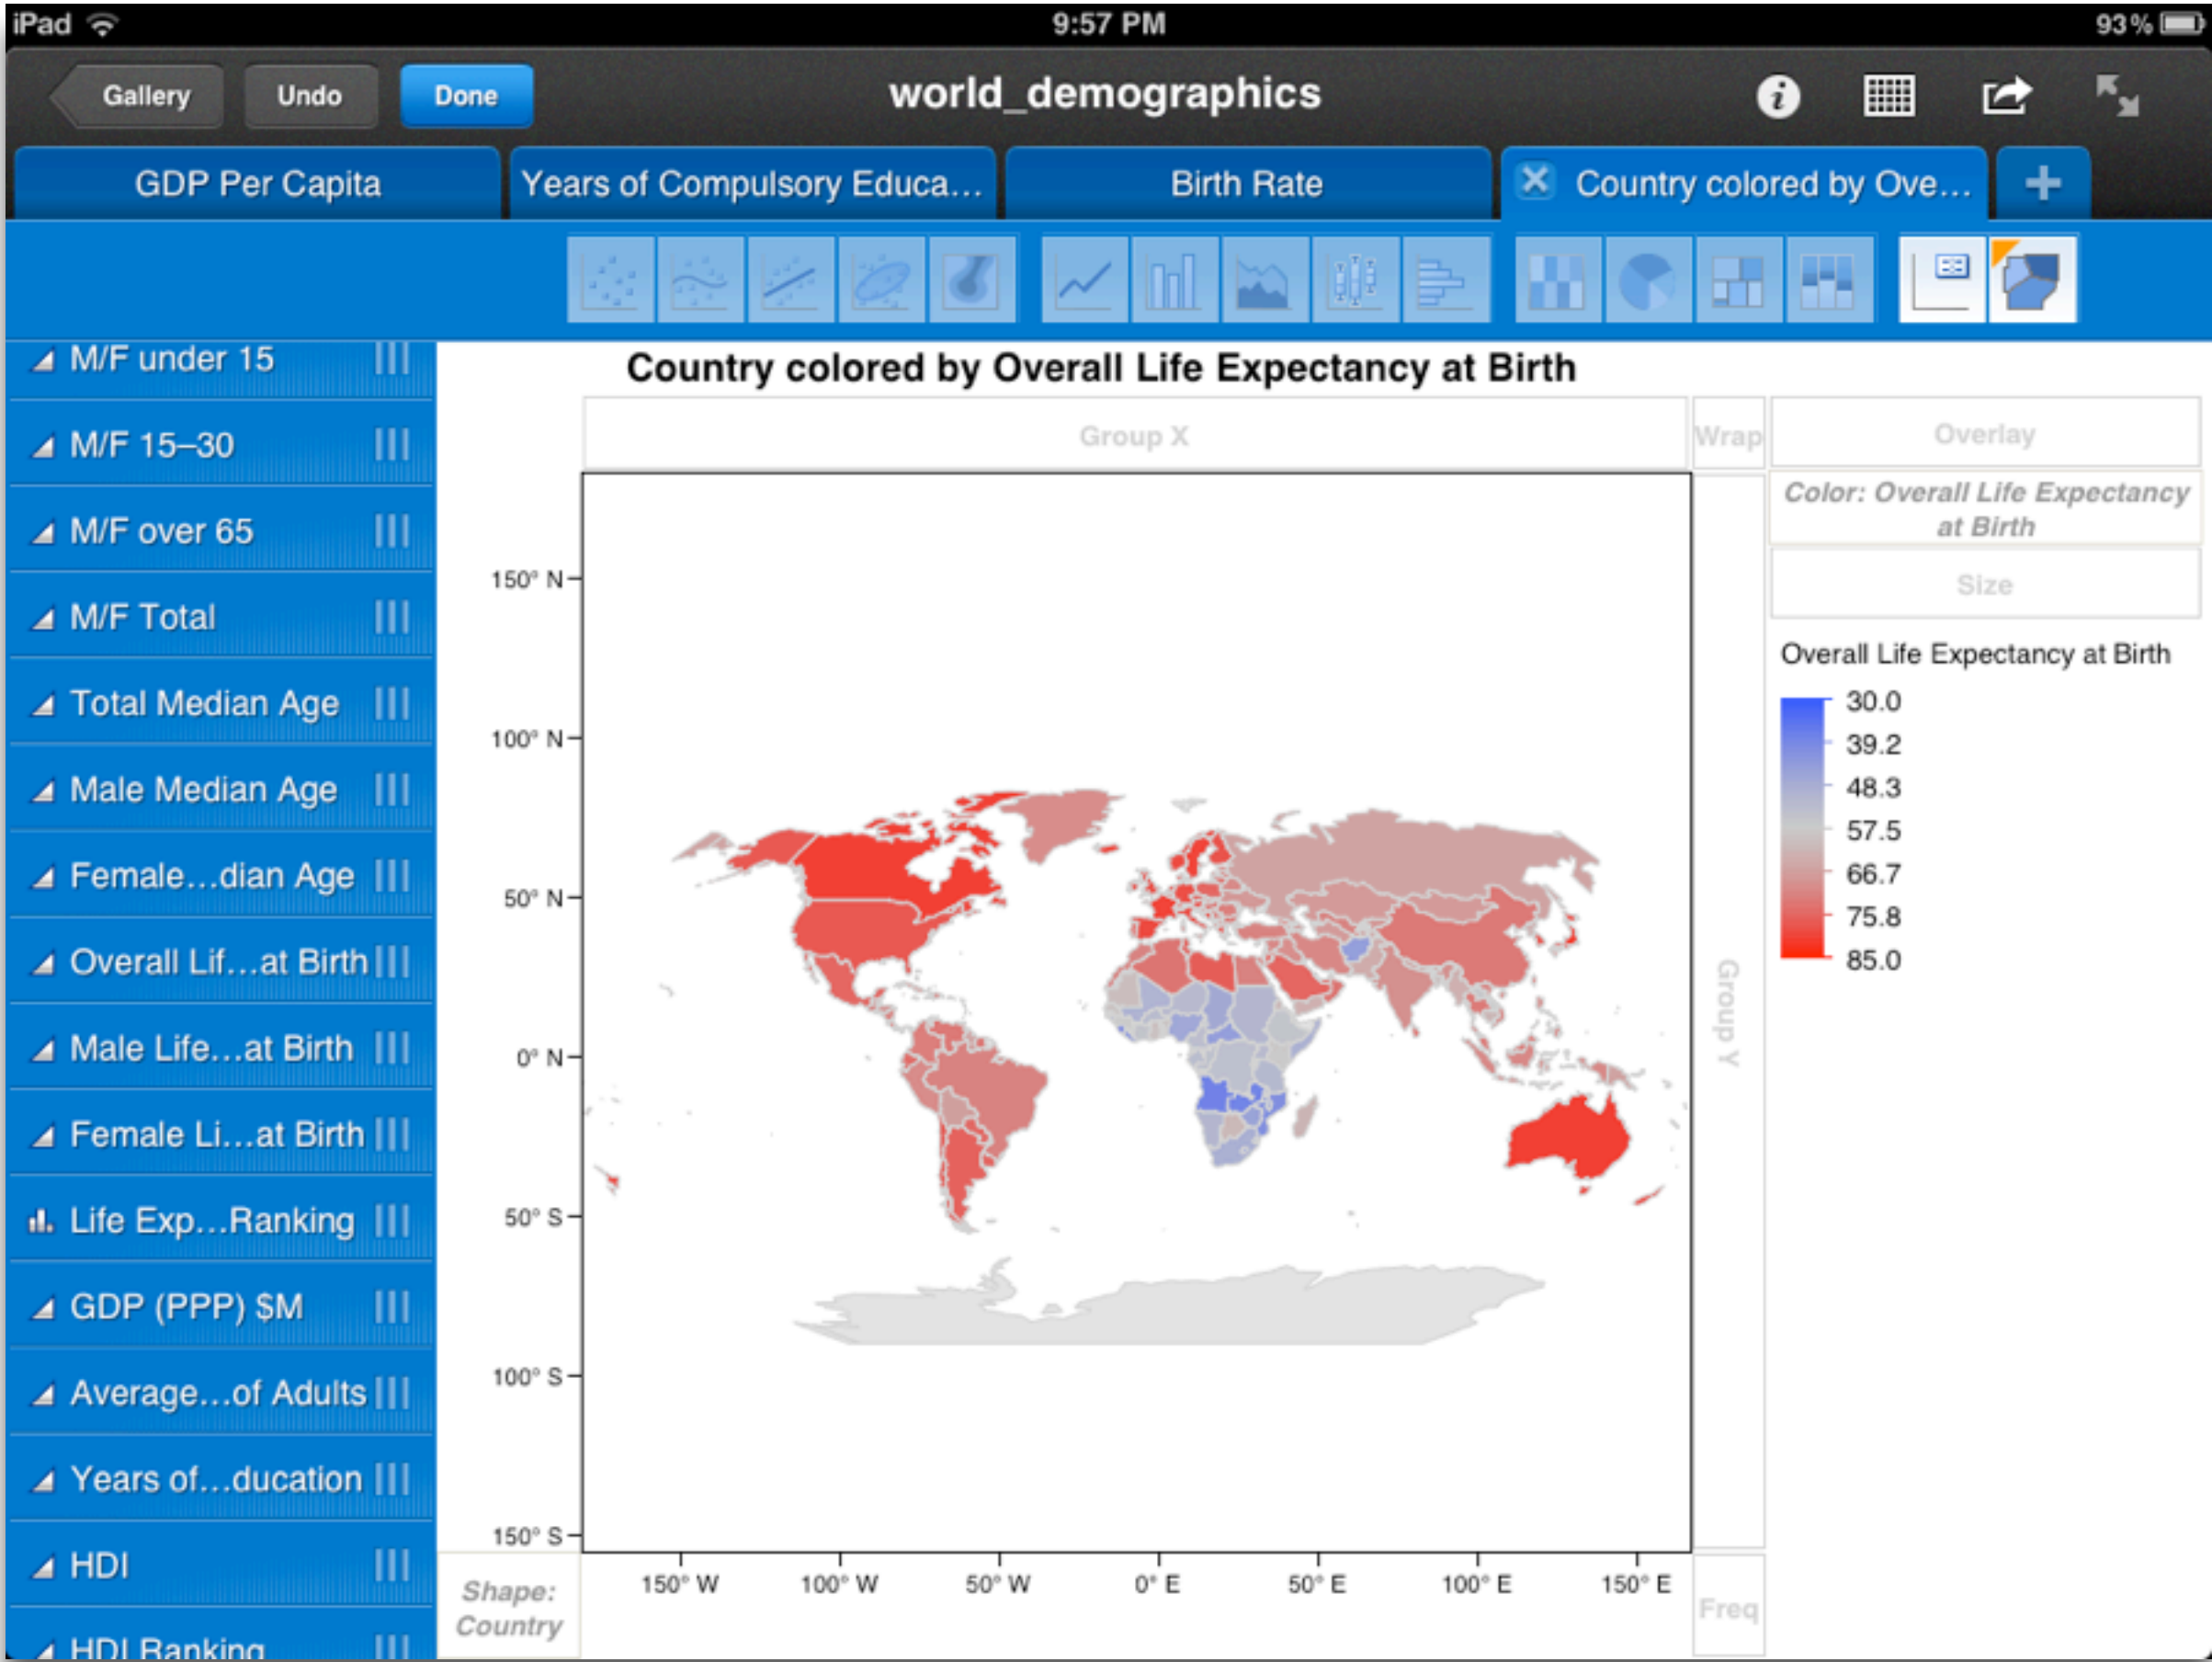 iPad
9:57 PM
93%
Gallery
Undo
Done
world_demographics
GDP Per Capita
Years of Compulsory Educa...
Birth Rate
Country colored by Ove...
M/F under 15
M/F 15–30
M/F over 65
M/F Total
Total Median Age
Male Median Age
Female...dian Age
Overall Lif...at Birth
Male Life...at Birth
Female Li...at Birth
Life Exp...Ranking
GDP (PPP) $M
Average...of Adults
Years of...ducation
HDI
HDI Ranking
Country colored by Overall Life Expectancy at Birth
Group X
Wrap
Overlay
Color: Overall Life Expectancy
at Birth
Size
Overall Life Expectancy at Birth
30.0
39.2
48.3
57.5
66.7
75.8
85.0
Group Y
150° N
100° N
50° N
0° N
50° S
100° S
150° S
150° W
100° W
50° W
0° E
50° E
100° E
150° E
Shape:
Country
Freq